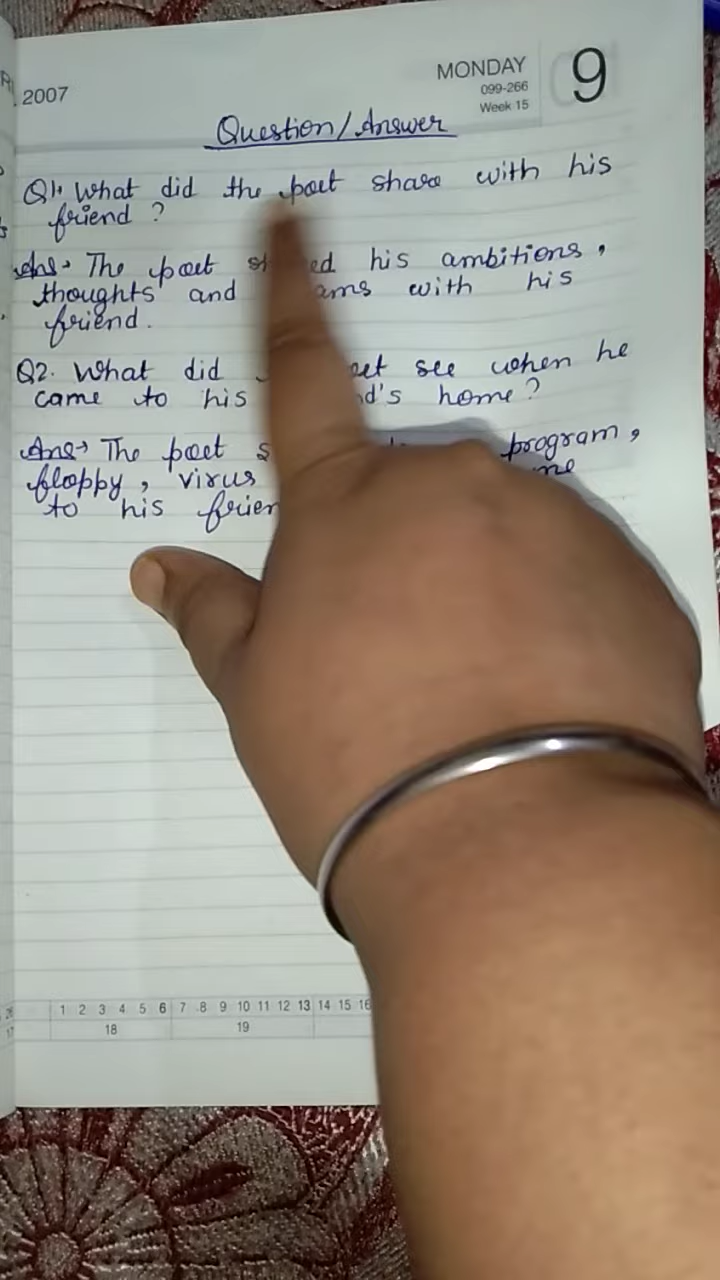 2007
MONDAY
099-266
Week 15
9
Question/Answer
Q1. What did the poet share with his
friend ?
Ans→ The poet his ambitions,
thoughts and with his
friend.
Q2. What did see when he
came to his home?
Ans→ The poet program,
floppy, virus
to his
1 2 3 4 5 6 7 8 9 10 11 12 13 14 15 16
18 19